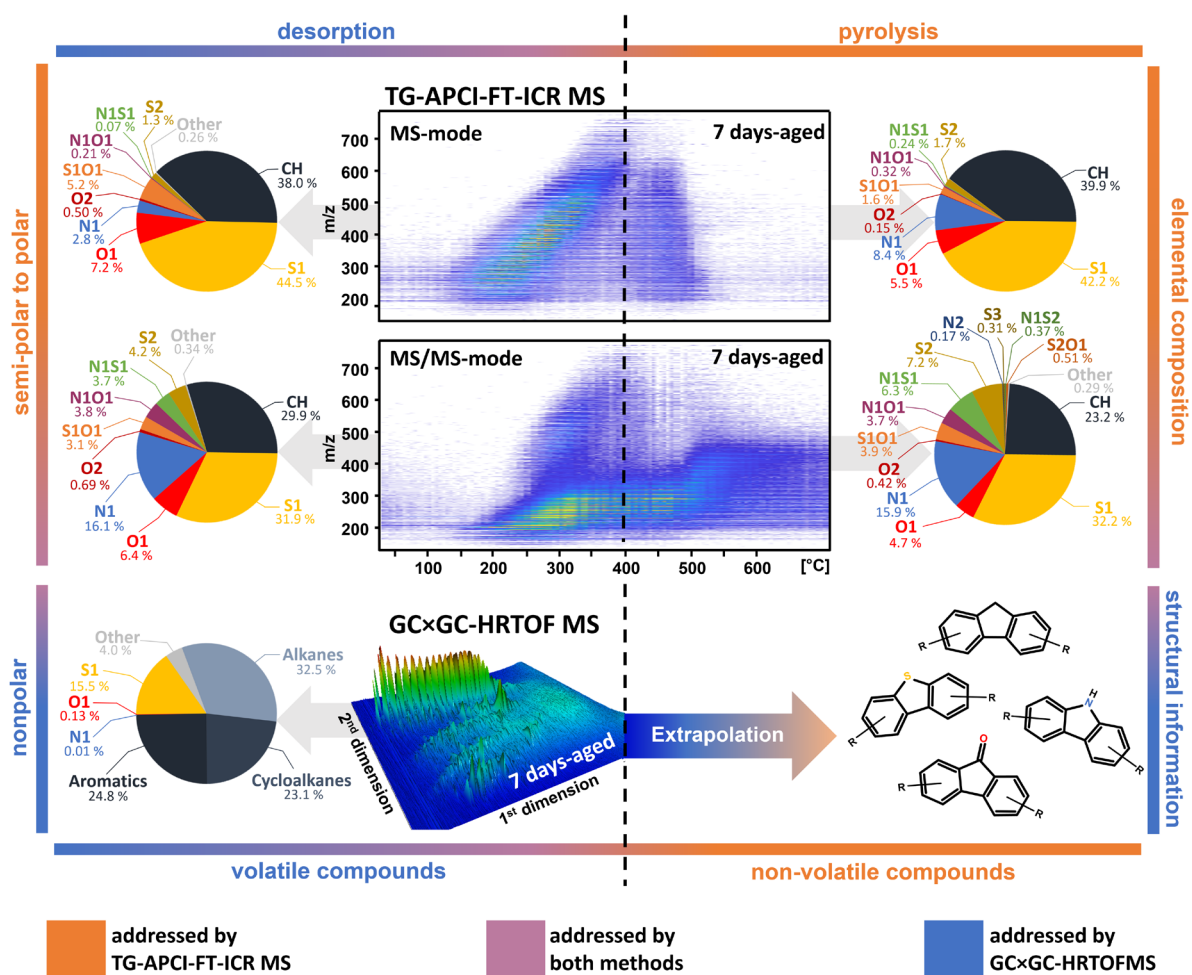 desorption
pyrolysis
semi-polar to polar
elemental composition
TG-APCI-FT-ICR MS
MS-mode
7 days-aged
m/z
700
600
500
400
300
200
N1S1
0.07 %
S2
1.3 %
Other
0.26 %
N1O1
0.21 %
S1O1
5.2 %
O2
0.50 %
N1
2.8 %
O1
7.2 %
CH
38.0 %
S1
44.5 %
N1S1
0.24 %
S2
1.7 %
N1O1
0.32 %
S1O1
1.6 %
O2
0.15 %
N1
8.4 %
O1
5.5 %
CH
39.9 %
S1
42.2 %
MS/MS-mode
7 days-aged
m/z
700
600
500
400
300
200
100
200
300
400
500
600
[°C]
S2
4.2 %
Other
0.34 %
N1S1
3.7 %
N1O1
3.8 %
S1O1
3.1 %
O2
0.69 %
N1
16.1 %
O1
6.4 %
CH
29.9 %
S1
31.9 %
N2
0.17 %
S3
0.31 %
N1S2
0.37 %
S2
7.2 %
S2O1
0.51 %
Other
0.29 %
N1S1
6.3 %
CH
23.2 %
N1O1
3.7 %
S1O1
3.9 %
O2
0.42 %
N1
15.9 %
O1
4.7 %
S1
32.2 %
nonpolar
structural information
GC×GC-HRTOF MS
2nd dimension
7 days-aged
1st dimension
Other
4.0 %
S1
15.5 %
O1
0.13 %
N1
0.01 %
Aromatics
24.8 %
Alkanes
32.5 %
Cycloalkanes
23.1 %
Extrapolation
R
R
S
R
R
H
N
R
R
O
R
R
volatile compounds
non-volatile compounds
addressed by
TG-APCI-FT-ICR MS
addressed by
both methods
addressed by
GC×GC-HRTOFMS